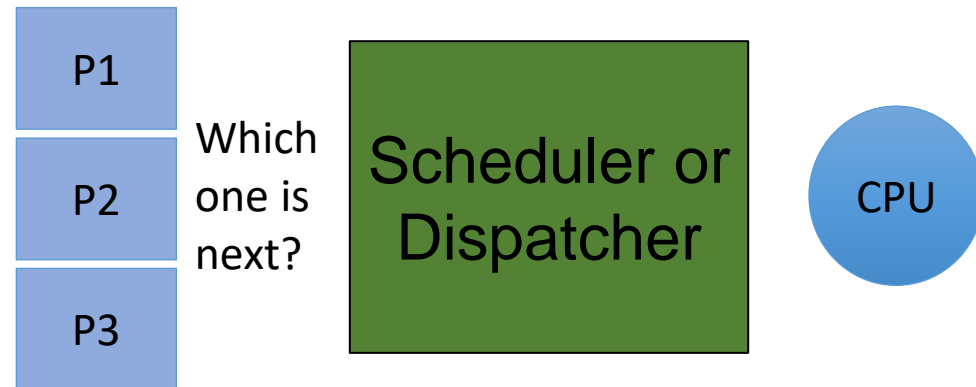 P1
P2
P3
Which
one is
next?
Scheduler or
Dispatcher
CPU